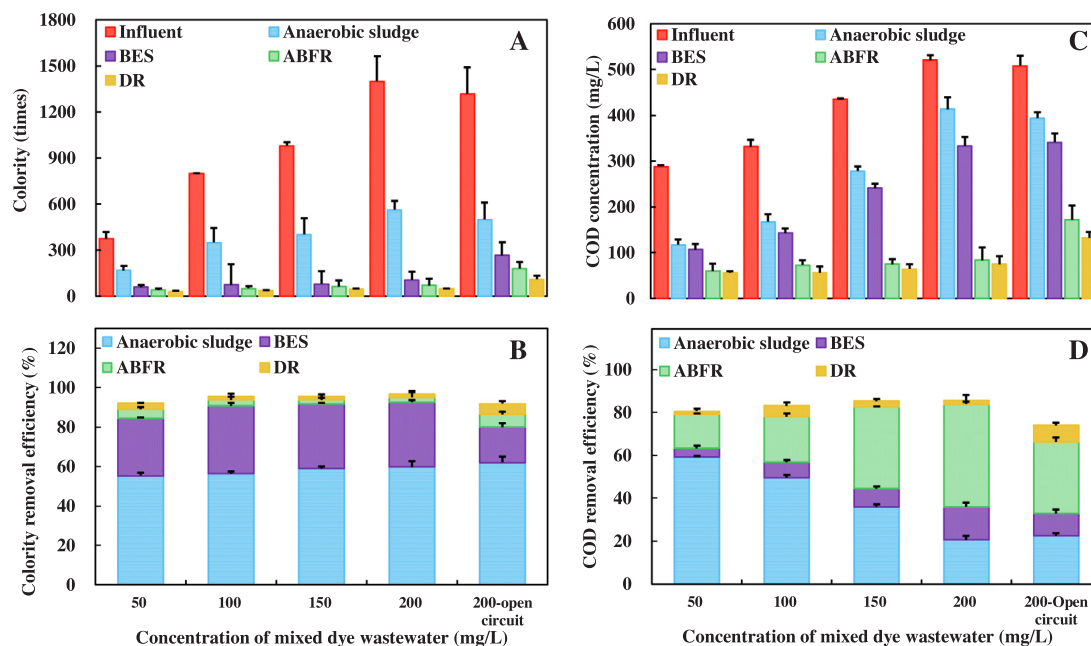 A
Influent
Anaerobic sludge
BES
ABFR
DR
Colority (times)
1800
1500
1200
900
600
300
0
B
Anaerobic sludge
BES
ABFR
DR
Colority removal efficiency (%)
120
100
80
60
40
20
0
50
100
150
200
200-open
circuit
Concentration of mixed dye wastewater (mg/L)
C
Influent
Anaerobic sludge
BES
ABFR
DR
COD concentration (mg/L)
600
500
400
300
200
100
0
D
Anaerobic sludge
BES
ABFR
DR
COD removal efficiency (%)
100
80
60
40
20
0
50
100
150
200
200-Open
circuit
Concentration of mixed dye wastewater (mg/L)